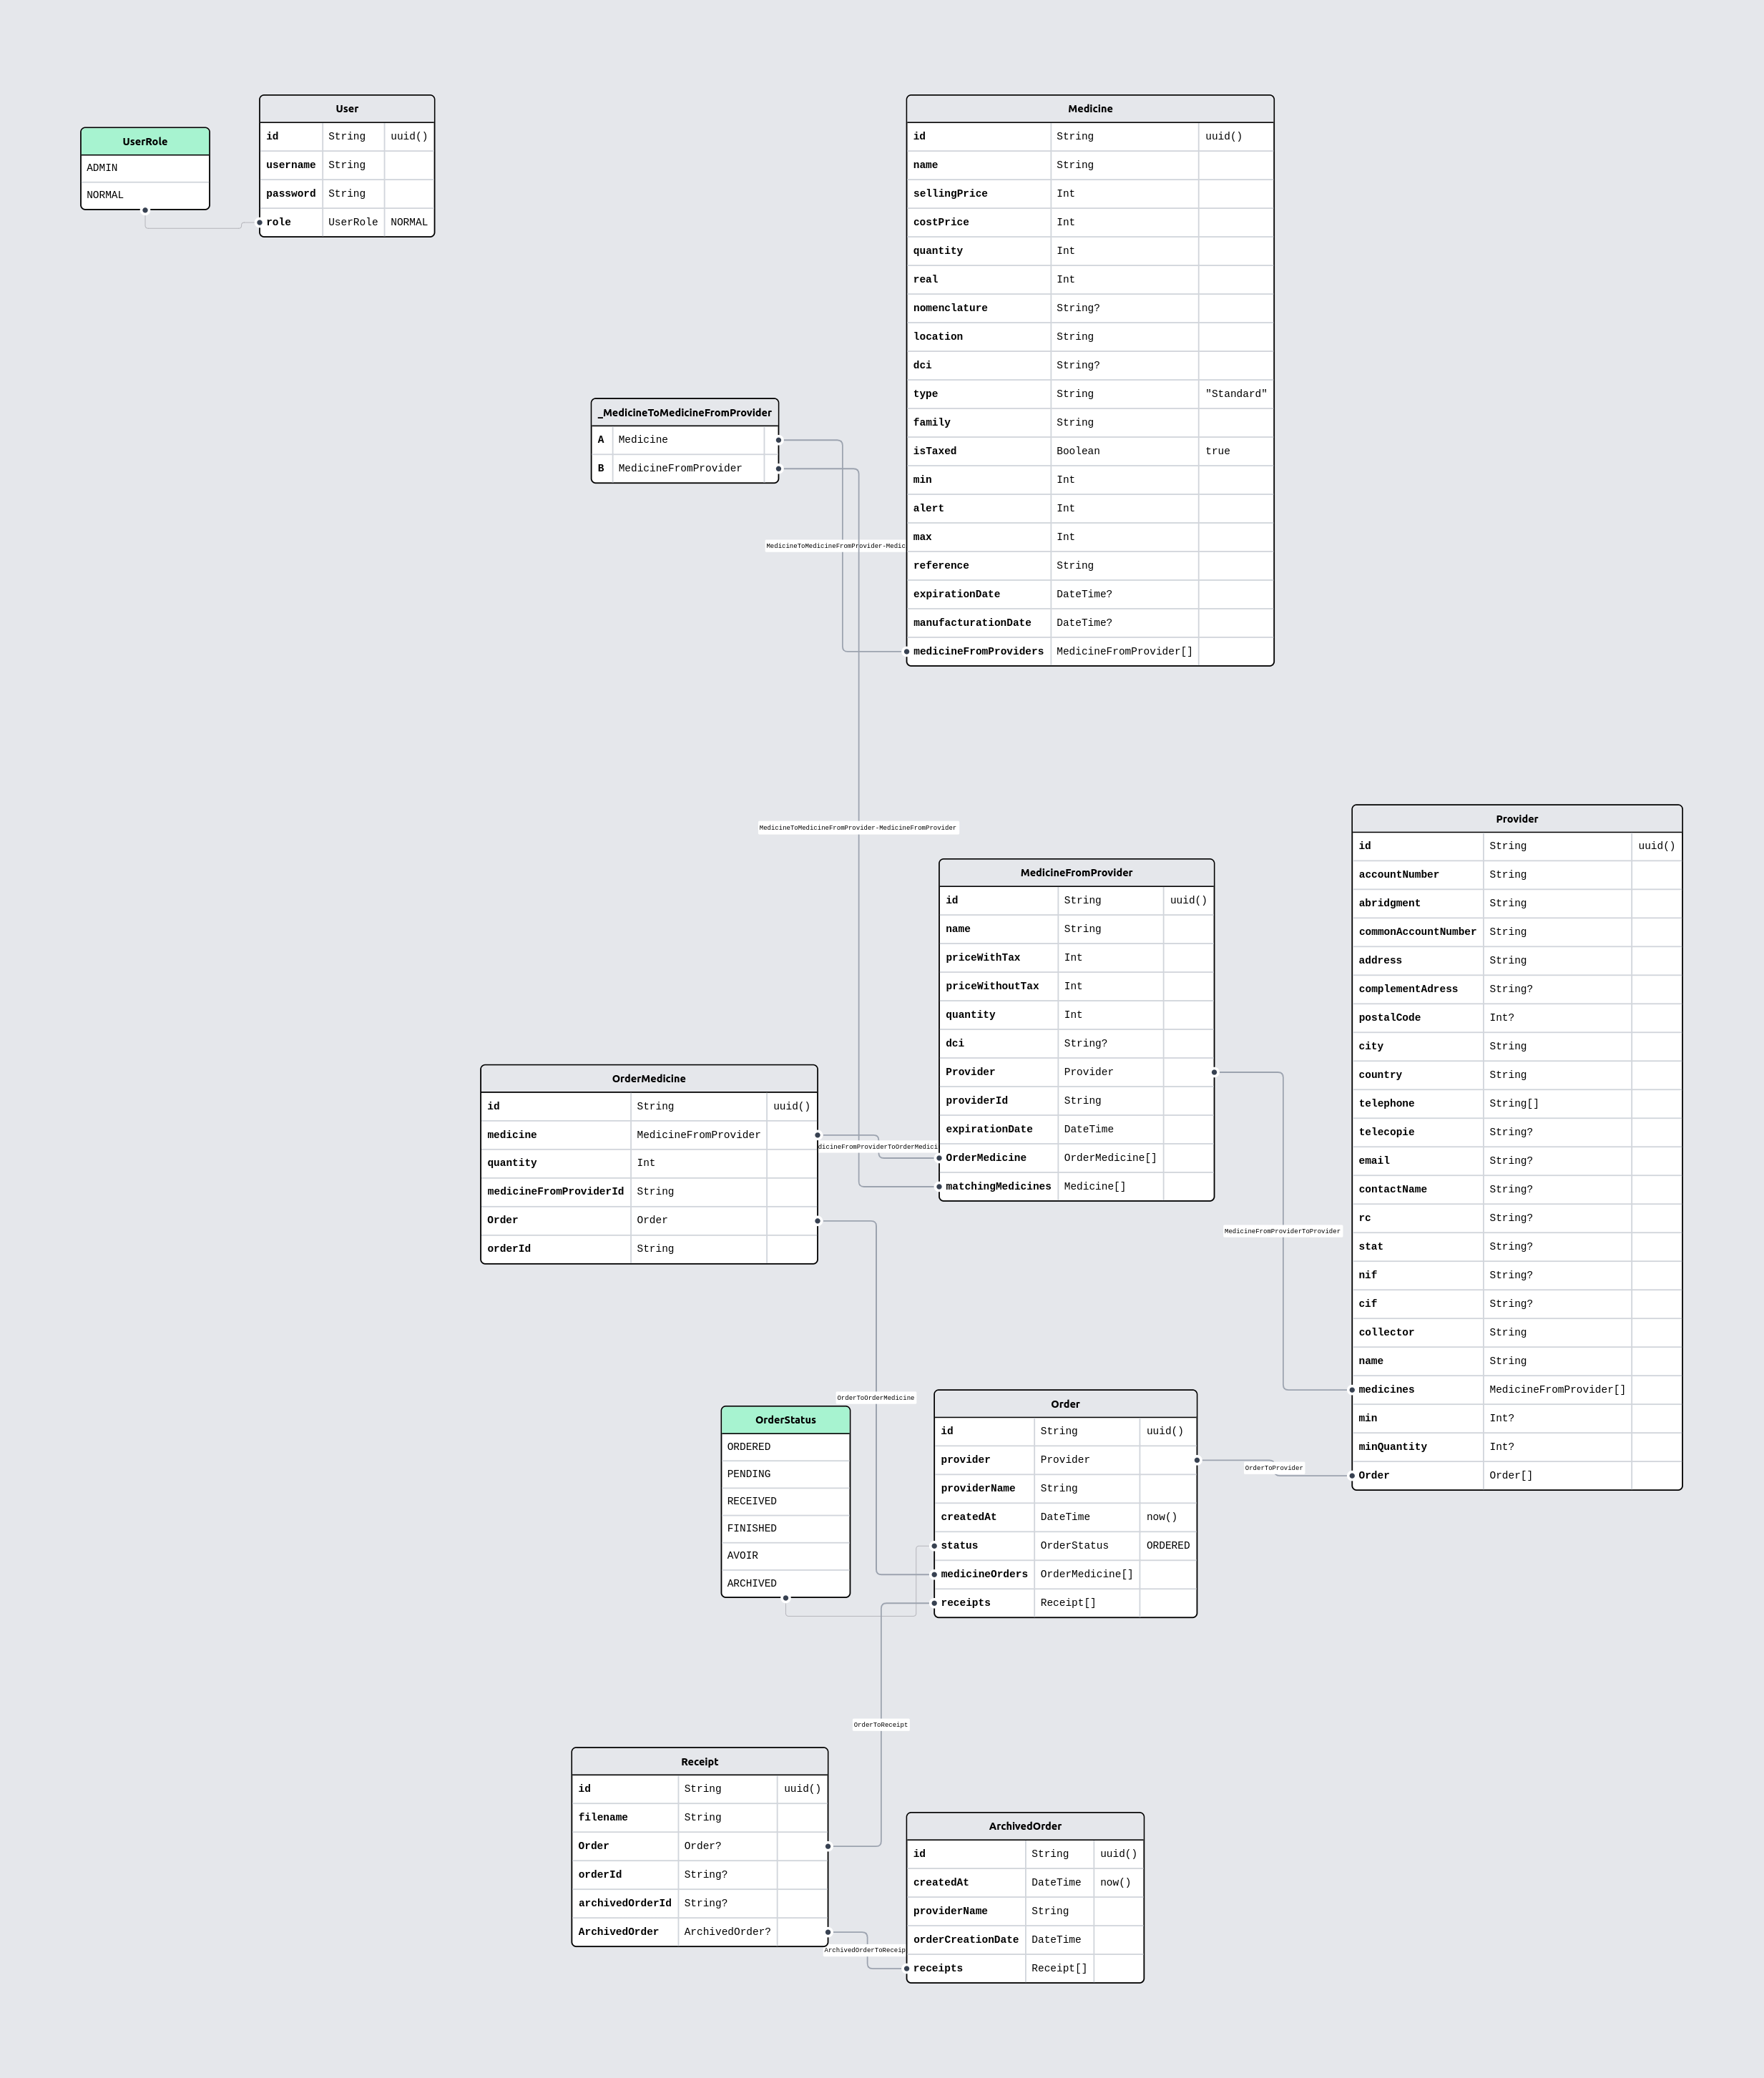 User
id String uuid()
username String
password String
role UserRole NORMAL
UserRole
ADMIN
NORMAL
Medicine
id String uuid()
name String
sellingPrice Int
costPrice Int
quantity Int
real Int
nomenclature String?
location String
dci String?
type String "Standard"
family String
isTaxed Boolean true
min Int
alert Int
max Int
reference String
expirationDate DateTime?
manufacturationDate DateTime?
medicineFromProviders MedicineFromProvider[]
_MedicineToMedicineFromProvider
A Medicine
B MedicineFromProvider
MedicineToMedicineFromProvider-Medic
MedicineToMedicineFromProvider-MedicineFromProvider
Provider
id String uuid()
accountNumber String
abridgment String
commonAccountNumber String
address String
complementAdress String?
postalCode Int?
city String
country String
telephone String[]
telecopie String?
email String?
contactName String?
rc String?
stat String?
nif String?
cif String?
collector String
name String
medicines MedicineFromProvider[]
min Int?
minQuantity Int?
Order Order[]
MedicineFromProvider
id String uuid()
name String
priceWithTax Int
priceWithoutTax Int
quantity Int
dci String?
Provider Provider
providerId String
expirationDate DateTime
OrderMedicine OrderMedicine[]
matchingMedicines Medicine[]
OrderMedicine
id String uuid()
medicine MedicineFromProvider
quantity Int
medicineFromProviderId String
Order Order
orderId String
dicineFromProviderToOrderMedici
MedicineFromProviderToProvider
OrderToOrderMedicine
OrderStatus
ORDERED
PENDING
RECEIVED
FINISHED
AVOIR
ARCHIVED
Order
id String uuid()
provider Provider
providerName String
createdAt DateTime now()
status OrderStatus ORDERED
medicineOrders OrderMedicine[]
receipts Receipt[]
OrderToProvider
OrderToReceipt
Receipt
id String uuid()
filename String
Order Order?
orderId String?
archivedOrderId String?
ArchivedOrder ArchivedOrder?
ArchivedOrderToReceip
ArchivedOrder
id String uuid()
createdAt DateTime now()
providerName String
orderCreationDate DateTime
receipts Receipt[]